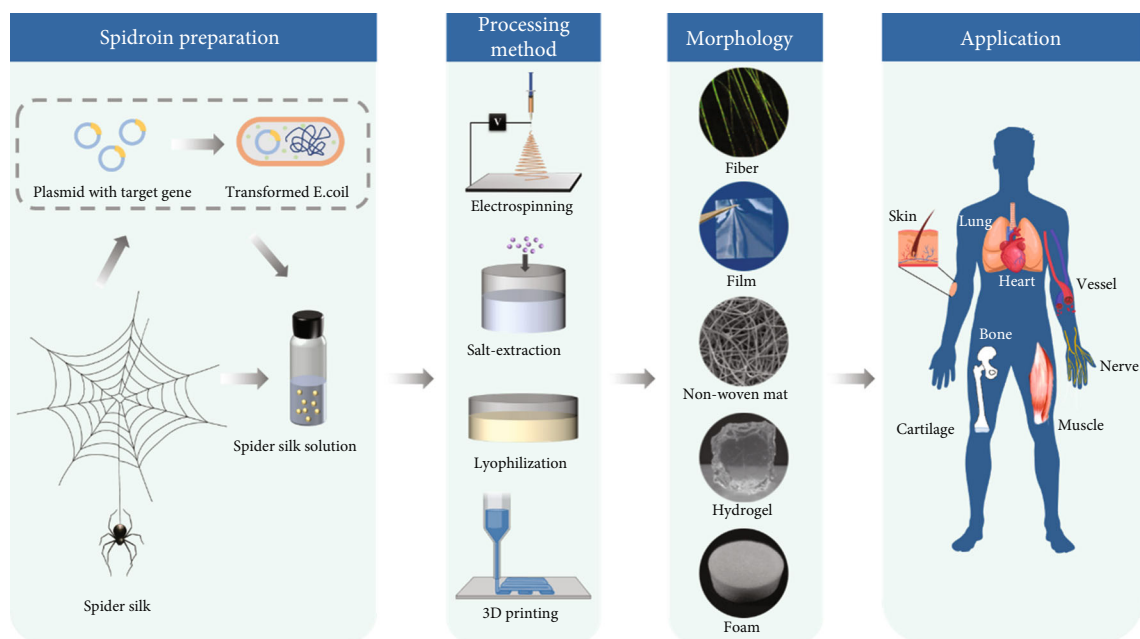 Spidroin preparation
Plasmid with target gene
Transformed E.coil
Spider silk solution
Spider silk
Processing
method
V
Electrospinning
Salt-extraction
Lyophilization
3D printing
Morphology
Fiber
Film
Non-woven mat
Hydrogel
Foam
Application
Skin
Lung
Heart
Vessel
Bone
Nerve
Cartilage
Muscle